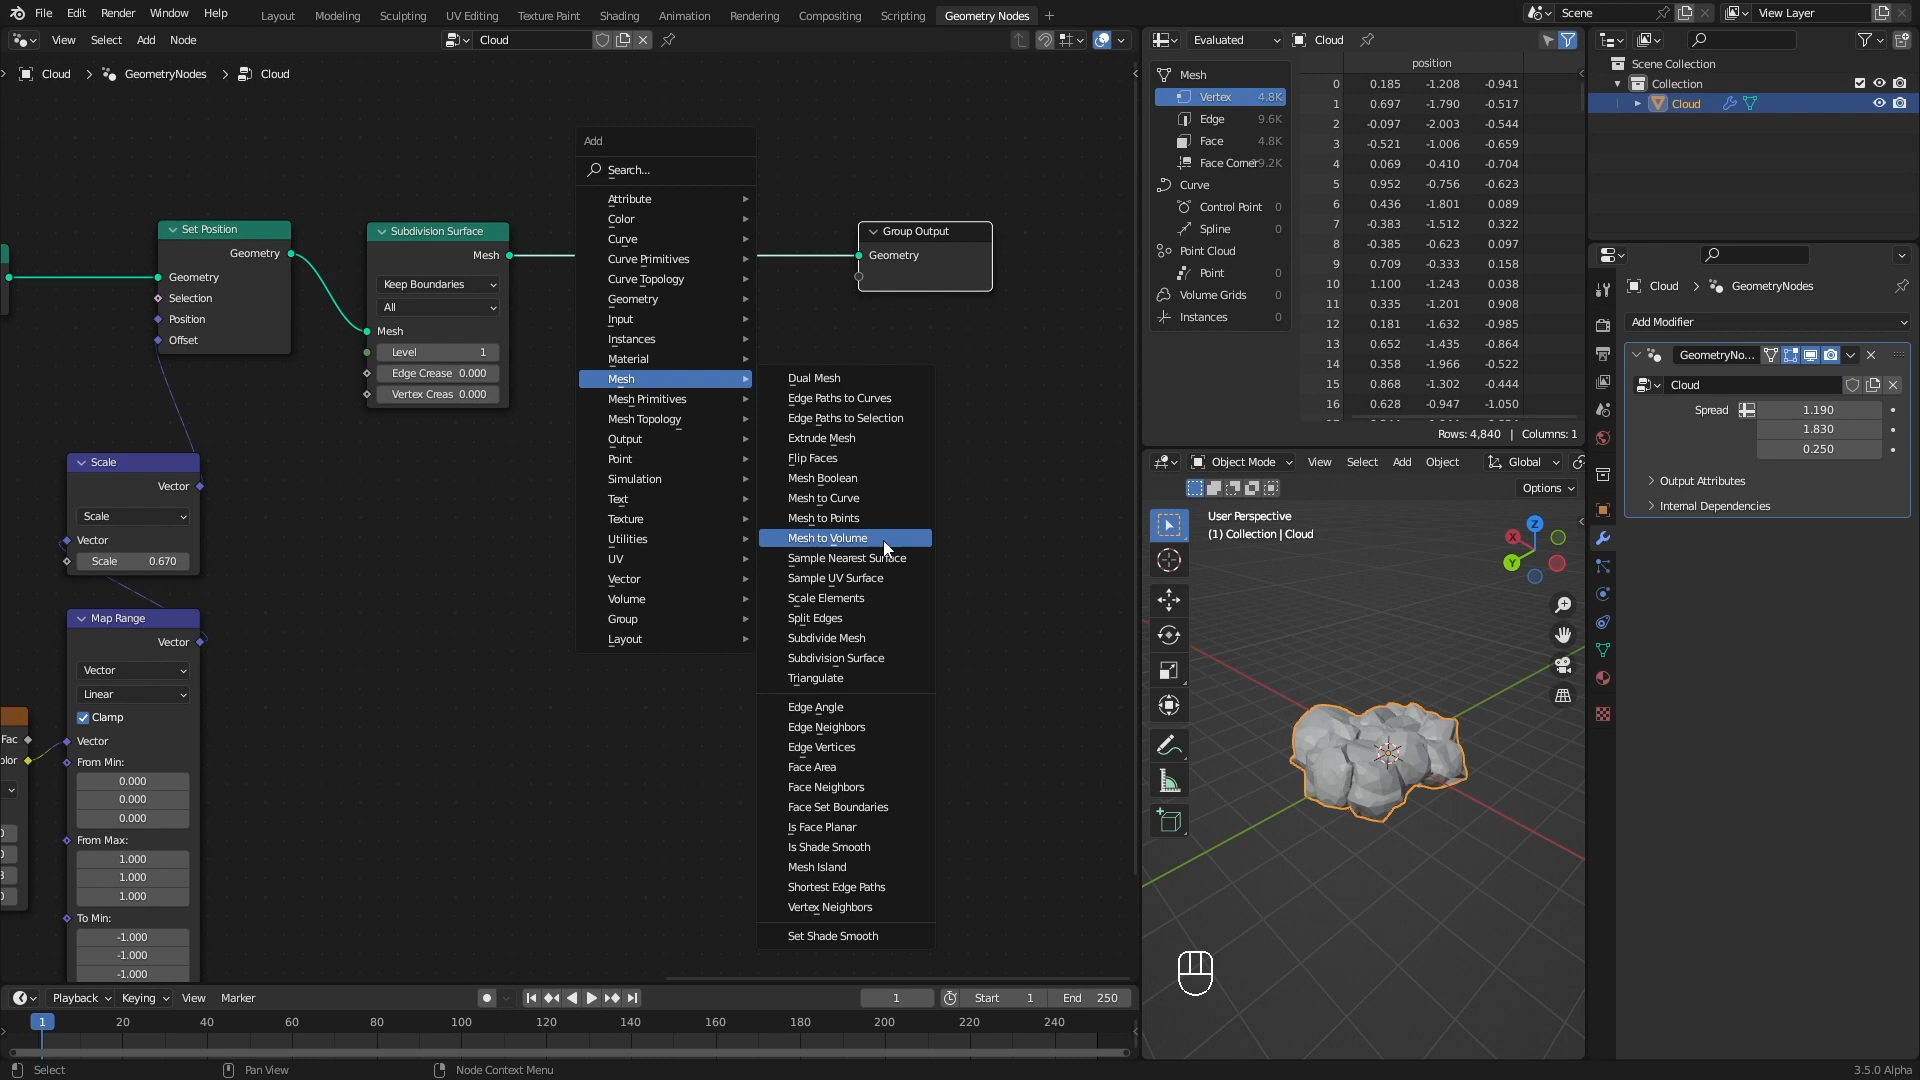 File Edit Render Window Help
Layout Modeling Sculpting UV Editing Texture Paint Shading Animation Rendering Compositing Scripting Geometry Nodes +
Scene
View Layer
View Select Add Node
Cloud
Cloud > GeometryNodes > Cloud
Set Position
Geometry
Geometry
Selection
Position
Offset
Subdivision Surface
Mesh
Keep Boundaries
All
Mesh
Level 1
Edge Crease 0.000
Vertex Creas 0.000
Group Output
Geometry
Scale
Vector
Scale
Vector
Scale 0.670
Map Range
Vector
Vector
Linear
Clamp
Vector
From Min:
0.000
0.000
0.000
From Max:
1.000
1.000
1.000
To Min:
-1.000
-1.000
-1.000
Fac
olor
Add
Search...
Attribute
Color
Curve
Curve Primitives
Curve Topology
Geometry
Input
Instances
Material
Mesh
Mesh Primitives
Mesh Topology
Output
Point
Simulation
Text
Texture
Utilities
UV
Vector
Volume
Group
Layout
Dual Mesh
Edge Paths to Curves
Edge Paths to Selection
Extrude Mesh
Flip Faces
Mesh Boolean
Mesh to Curve
Mesh to Points
Mesh to Volume
Sample Nearest Surface
Sample UV Surface
Scale Elements
Split Edges
Subdivide Mesh
Subdivision Surface
Triangulate
Edge Angle
Edge Neighbors
Edge Vertices
Face Area
Face Neighbors
Face Set Boundaries
Is Face Planar
Is Shade Smooth
Mesh Island
Shortest Edge Paths
Vertex Neighbors
Set Shade Smooth
Evaluated
Cloud
Mesh
Vertex 4.8K
Edge 9.6K
Face 4.8K
Face Corner
Curve
Control Point 0
Spline 0
Point Cloud
Point 0
Volume Grids 0
Instances 0
position
0 0.185 -1.208 -0.941
1 0.697 -1.790 -0.517
2 -0.097 -2.003 -0.544
3 -0.521 -1.006 -0.659
4 0.069 -0.410 -0.704
5 0.952 -0.756 -0.623
6 0.436 -1.801 0.089
7 -0.383 -1.512 0.322
8 -0.385 -0.623 0.097
9 0.709 -0.333 0.158
10 1.100 -1.243 0.038
11 0.335 -1.201 0.908
12 0.181 -1.632 -0.985
13 0.652 -1.435 -0.864
14 0.358 -1.966 -0.522
15 0.868 -1.302 -0.444
16 0.628 -0.947 -1.050
Rows: 4,840 | Columns: 1
Object Mode View Select Add Object Global
Options
User Perspective
(1) Collection | Cloud
Z
X
Y
Scene Collection
Collection
Cloud
Cloud > GeometryNodes
Add Modifier
GeometryNo...
Cloud
Spread 1.190
1.830
0.250
Output Attributes
Internal Dependencies
Playback Keying View Marker
1
Start 1
End 250
1 20 40 60 80 100 120 140 160 180 200 220 240
Select
Pan View
Node Context Menu
3.5.0 Alpha